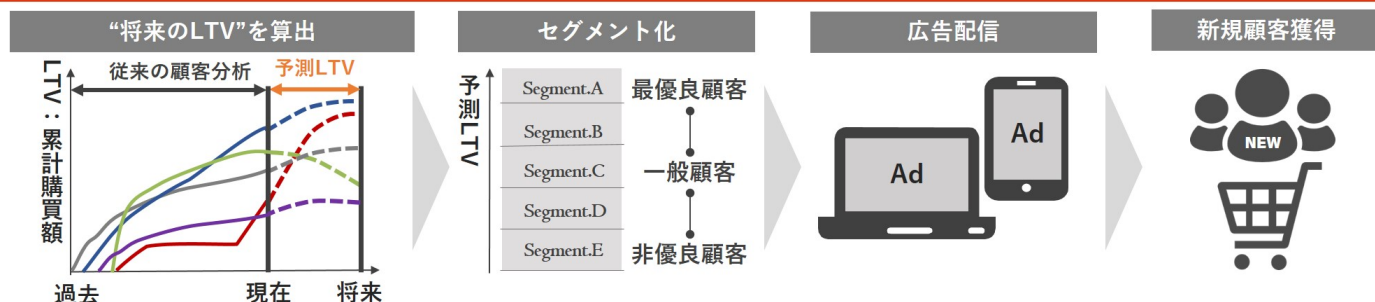 “将来のLTV”を算出
セグメント化
広告配信
新規顧客獲得
LTV：累計購買額
従来の顧客分析
予測LTV
過去
現在
将来
予測LTV
Segment.A
最優良顧客
Segment.B
Segment.C
一般顧客
Segment.D
Segment.E
非優良顧客
Ad
Ad
NEW